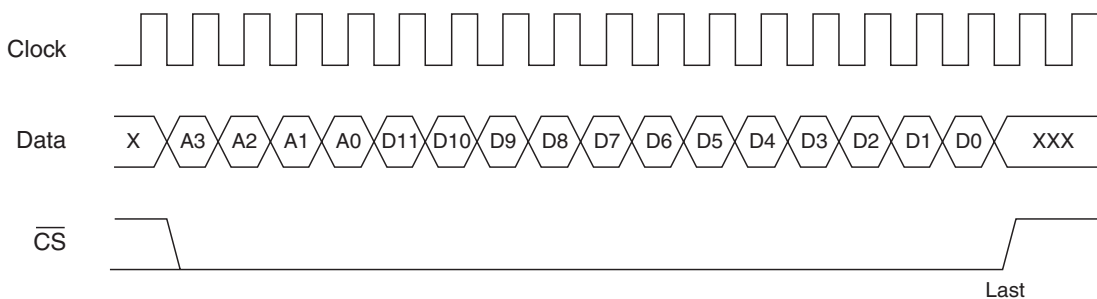 Clock
Data X A3 A2 A1 A0 D11 D10 D9 D8 D7 D6 D5 D4 D3 D2 D1 D0 XXX
CS
Last